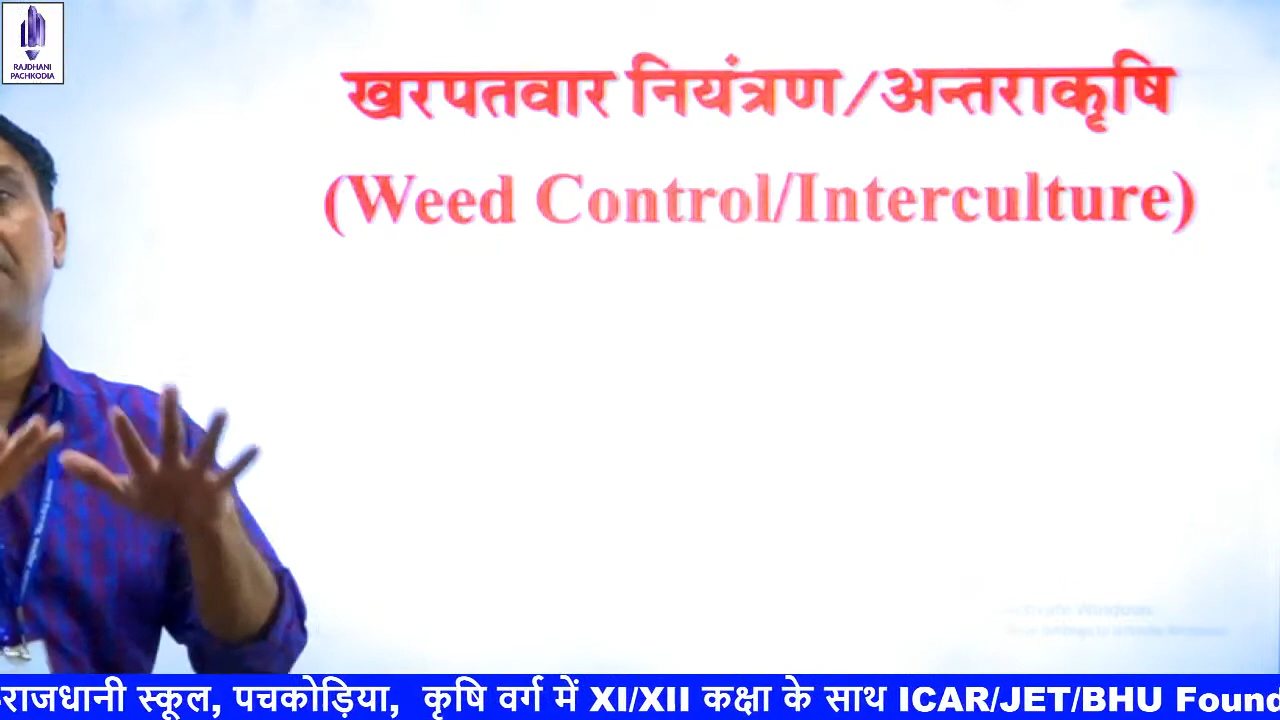 RAJDHANI
PACHKODIA
खरपतवार नियंत्रण/अन्तराकृषि
(Weed Control/Interculture)
राजधानी स्कूल, पचकोड़िया, कृषि वर्ग में XI/XII कक्षा के साथ ICAR/JET/BHU Found